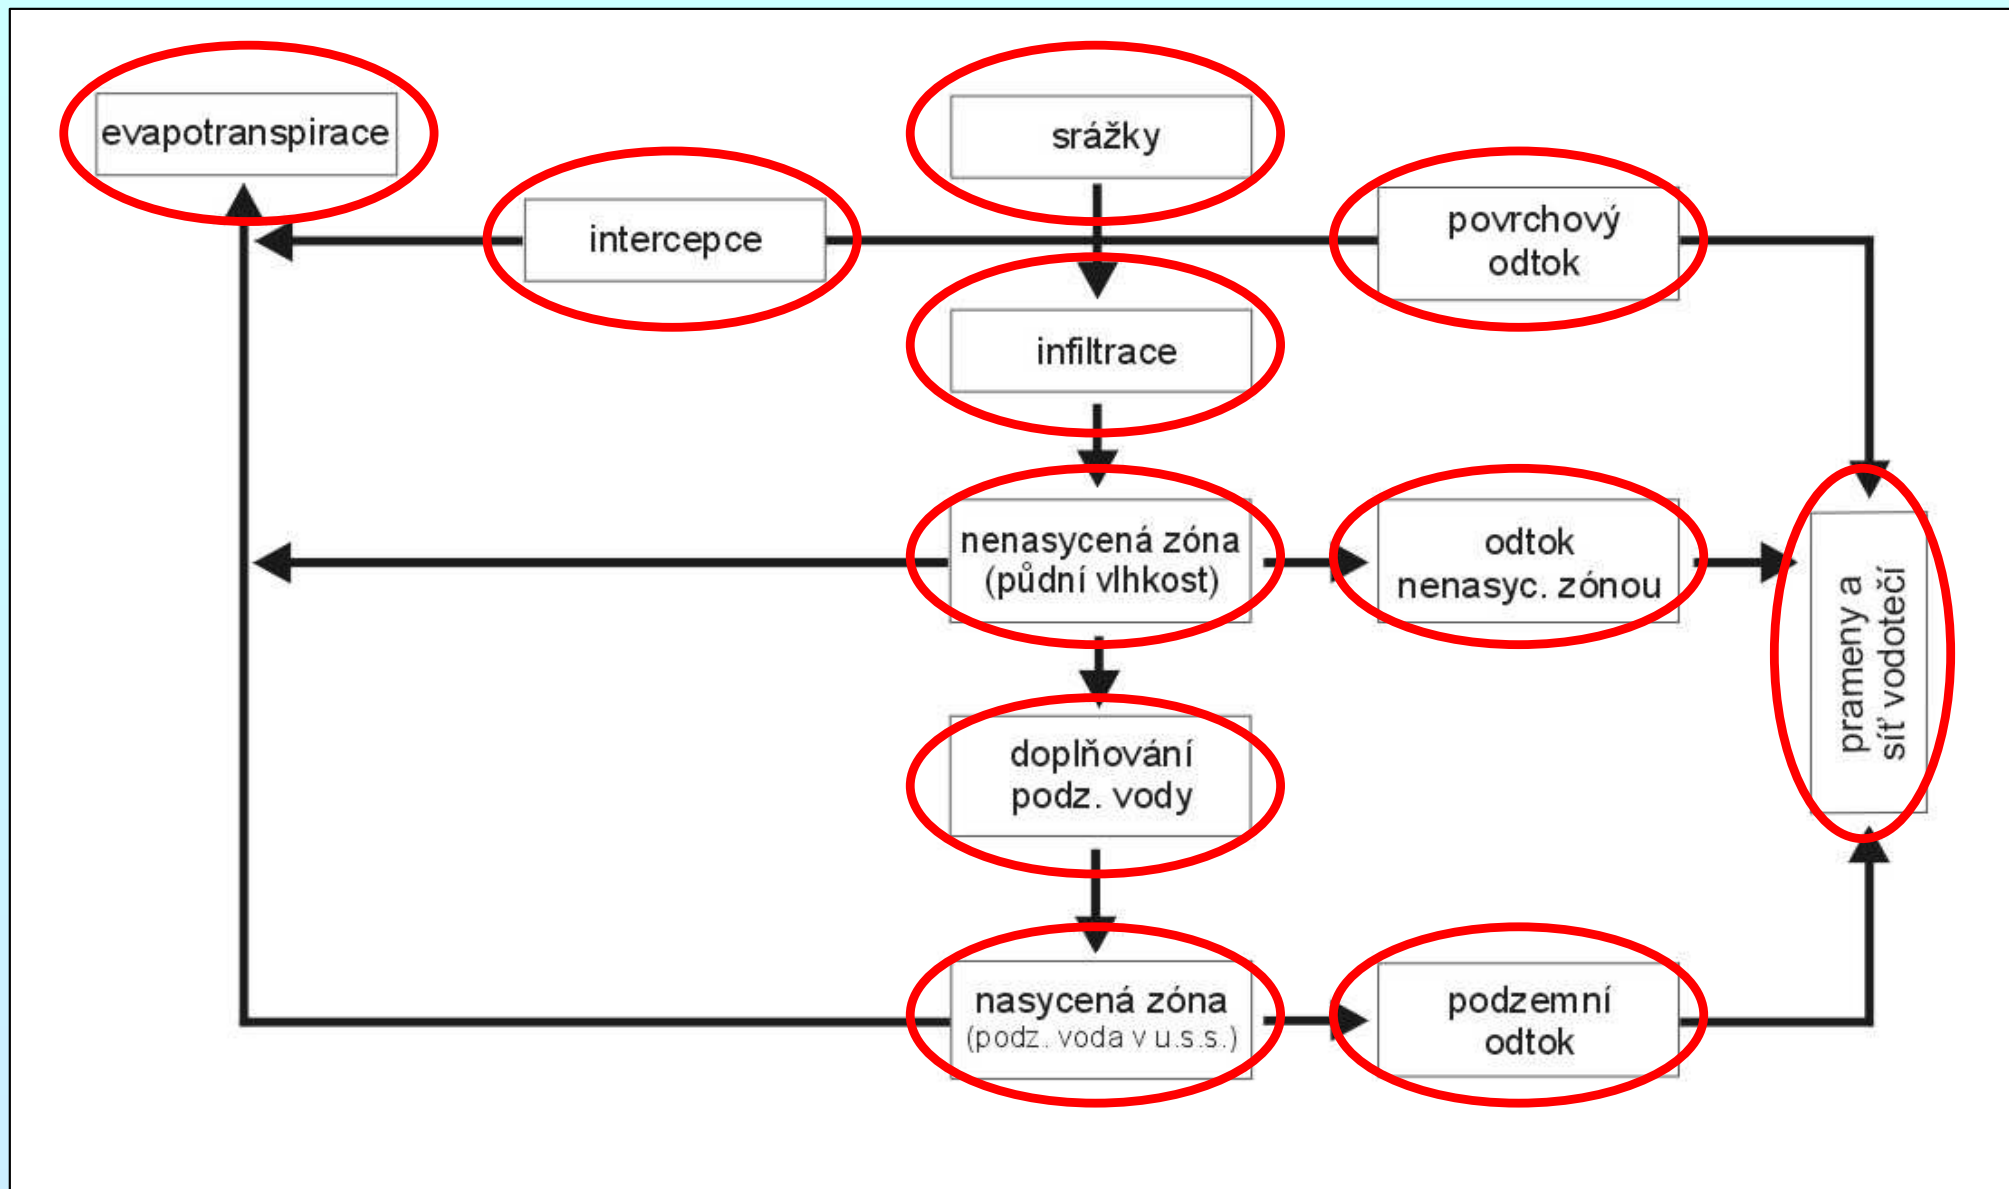 evapotranspirace
srážky
intercepce
povrchový
odtok
infiltrace
nenasycená zóna
(půdní vlhkost)
odtok
nenasyc. zónou
prameny a
síť vodotečí
doplňování
podz. vody
nasycená zóna
(podz. voda v u.s.s.)
podzemní
odtok